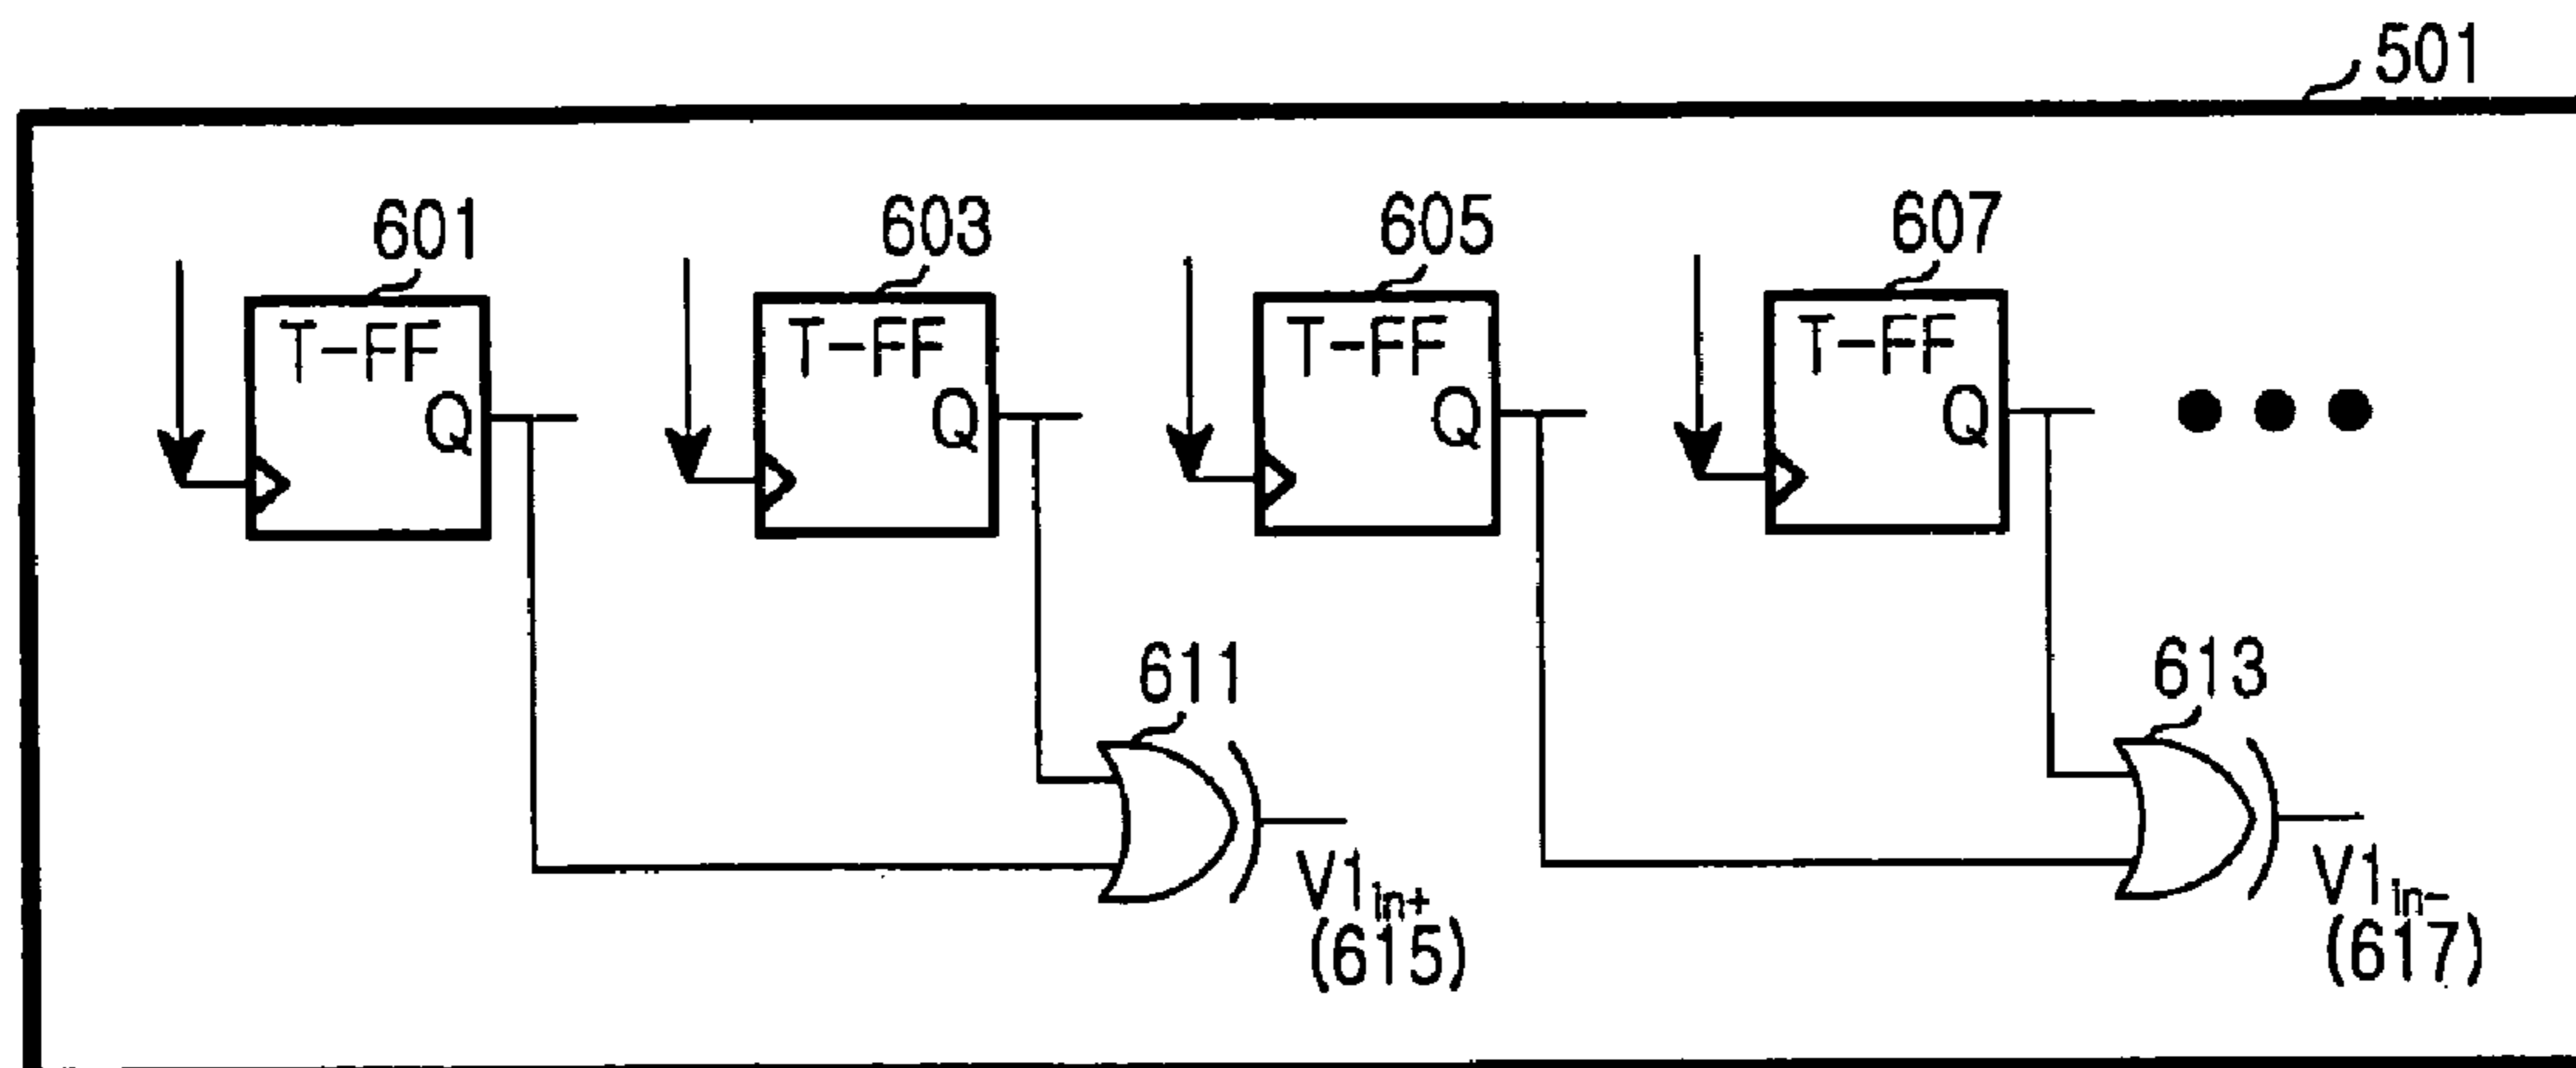 501
601
603
605
607
T-FF
Q
T-FF
Q
T-FF
Q
T-FF
Q
611
613
V1in+
(615)
V1in-
(617)